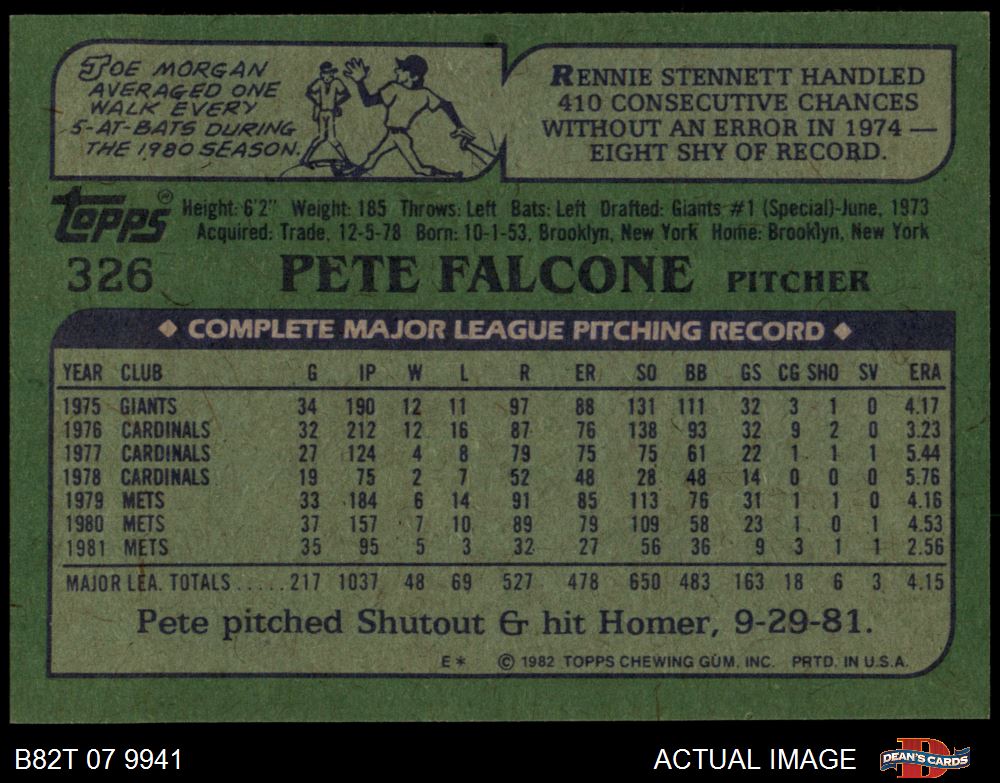 JOE MORGAN
AVERAGED ONE
WALK EVERY
5-AT-BATS DURING
THE 1980 SEASON.
RENNIE STENNETT HANDLED
410 CONSECUTIVE CHANCES
WITHOUT AN ERROR IN 1974 —
EIGHT SHY OF RECORD.
topps®
Height: 6'2" Weight: 185 Throws: Left Bats: Left Drafted: Giants #1 (Special)-June, 1973
Acquired: Trade, 12-5-78 Born: 10-1-53, Brooklyn, New York Home: Brooklyn, New York
326 PETE FALCONE PITCHER
◆ COMPLETE MAJOR LEAGUE PITCHING RECORD ◆
YEAR CLUB G IP W L R ER SO BB GS CG SHO SV ERA
1975 GIANTS 34 190 12 11 97 88 131 111 32 3 1 0 4.17
1976 CARDINALS 32 212 12 16 87 76 138 93 32 9 2 0 3.23
1977 CARDINALS 27 124 4 8 79 75 75 61 22 1 1 1 5.44
1978 CARDINALS 19 75 2 7 52 48 28 48 14 0 0 0 5.76
1979 METS 33 184 6 14 91 85 113 76 31 1 1 0 4.16
1980 METS 37 157 7 10 89 79 109 58 23 1 0 1 4.53
1981 METS 35 95 5 3 32 27 56 36 9 3 1 1 2.56
MAJOR LEA. TOTALS.....217 1037 48 69 527 478 650 483 163 18 6 3 4.15
Pete pitched Shutout & hit Homer, 9-29-81.
E* © 1982 TOPPS CHEWING GUM, INC. PRTD. IN U.S.A.
B82T 07 9941 ACTUAL IMAGE DEAN'S CARDS